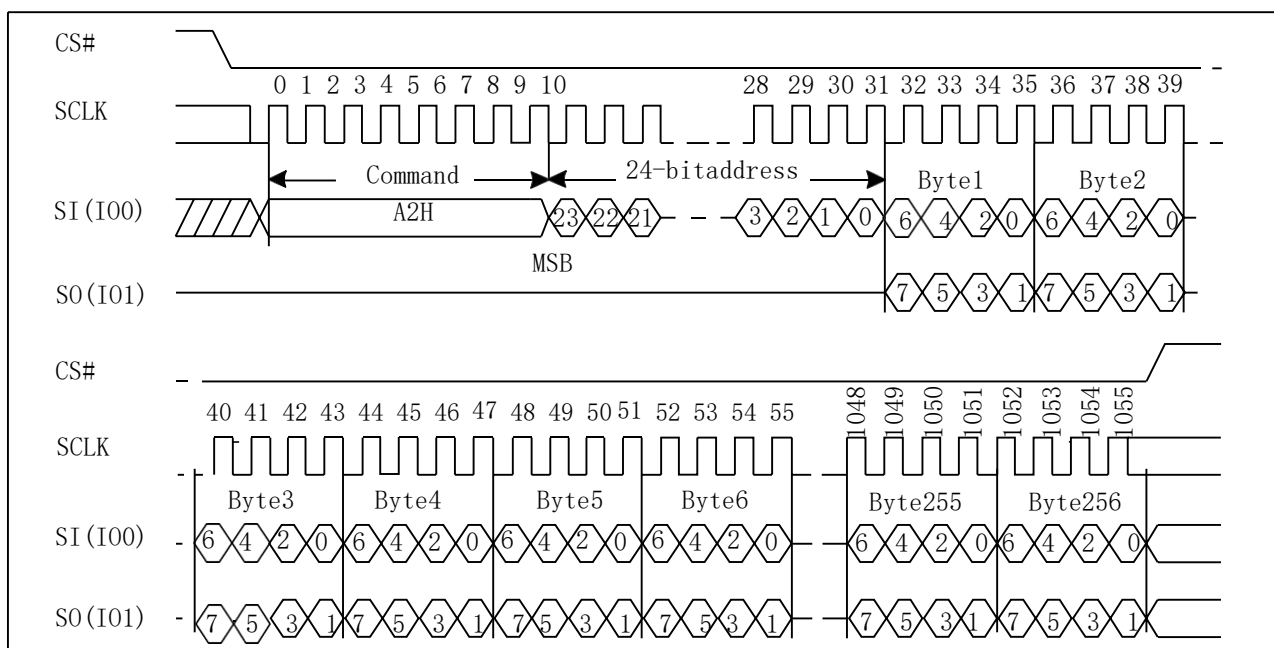 CS#
0 1 2 3 4 5 6 7 8 9 10 28 29 30 31 32 33 34 35 36 37 38 39
SCLK
Command 24-bitaddress Byte1 Byte2
SI(IO0) A2H 23 22 21 3 2 1 0 6 4 2 0 6 4 2 0
MSB
SO(IO1) 7 5 3 1 7 5 3 1
CS#
40 41 42 43 44 45 46 47 48 49 50 51 52 53 54 55 1048 1049 1050 1051 1052 1053 1054 1055
SCLK
Byte3 Byte4 Byte5 Byte6 Byte255 Byte256
SI(IO0) 6 4 2 0 6 4 2 0 6 4 2 0 6 4 2 0 6 4 2 0 6 4 2 0
SO(IO1) 7 5 3 1 7 5 3 1 7 5 3 1 7 5 3 1 7 5 3 1 7 5 3 1